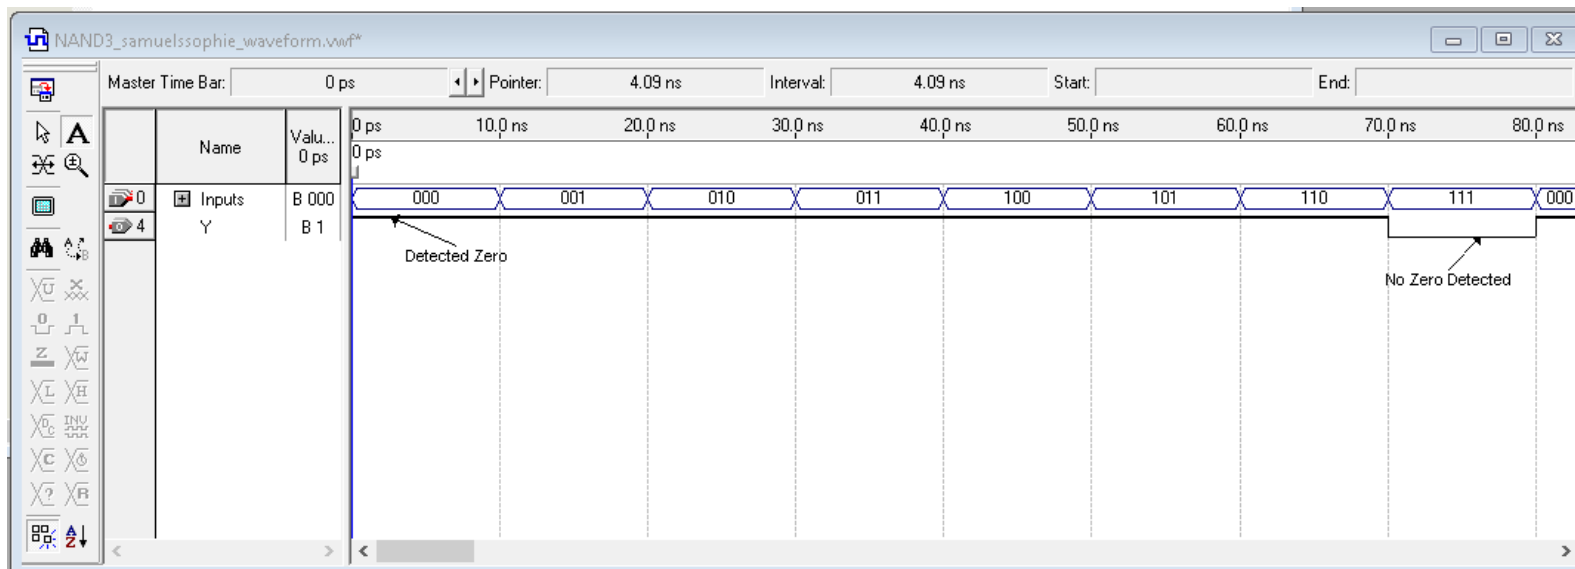 NAND3_samuelssophie_waveform.vwf*
Master Time Bar: 0 ps Pointer: 4.09 ns Interval: 4.09 ns Start: End:
Name Valu... 0 ps
0 ps 10.0 ns 20.0 ns 30.0 ns 40.0 ns 50.0 ns 60.0 ns 70.0 ns 80.0 ns
0 ps
0 Inputs B 000 000 001 010 011 100 101 110 111 000
4 Y B 1
Detected Zero
No Zero Detected